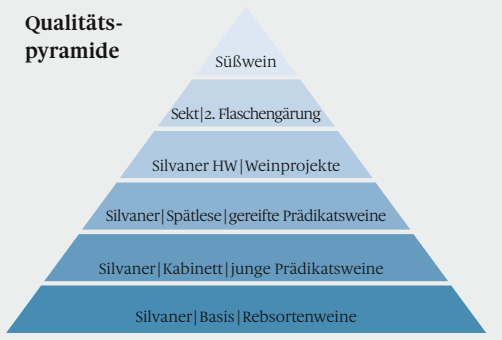 Qualitäts-
pyramide
Süßwein
Sekt|2. Flaschengärung
Silvaner HW|Weinprojekte
Silvaner|Spätlese|gereifte Prädikatsweine
Silvaner|Kabinett|junge Prädikatsweine
Silvaner|Basis|Rebsortenweine